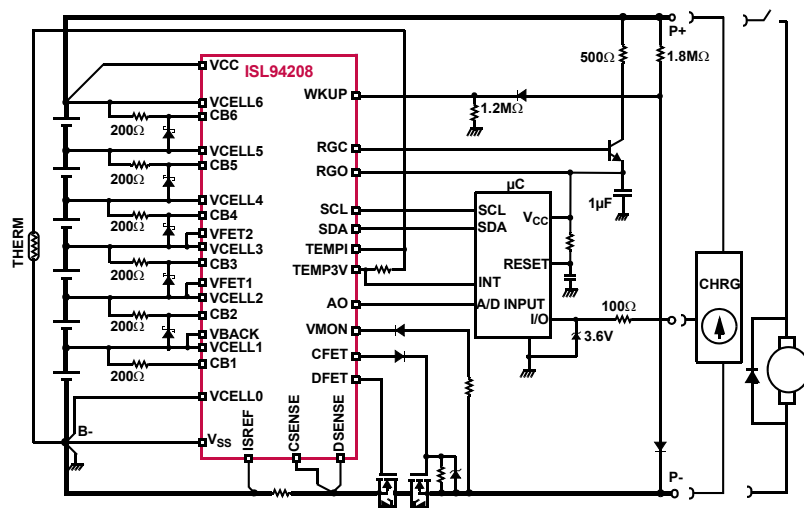 ISL94208
P+
500Ω
1.8MΩ
VCC
WKUP
1.2MΩ
VCELL6
CB6
200Ω
RGC
VCELL5
CB5
200Ω
RGO
µC
1µF
VCELL4
CB4
200Ω
SCL
SCL
VCC
SDA
SDA
VFET2
VCELL3
TEMPI
THERM
CB3
200Ω
TEMP3V
RESET
INT
CHRG
VFET1
VCELL2
AO
A/D INPUT
CB2
200Ω
I/O
100Ω
VBACK
VMON
3.6V
VCELL1
CB1
200Ω
CFET
DFET
VCELL0
B-
VSS
ISREF
CSENSE
DSENSE
P-